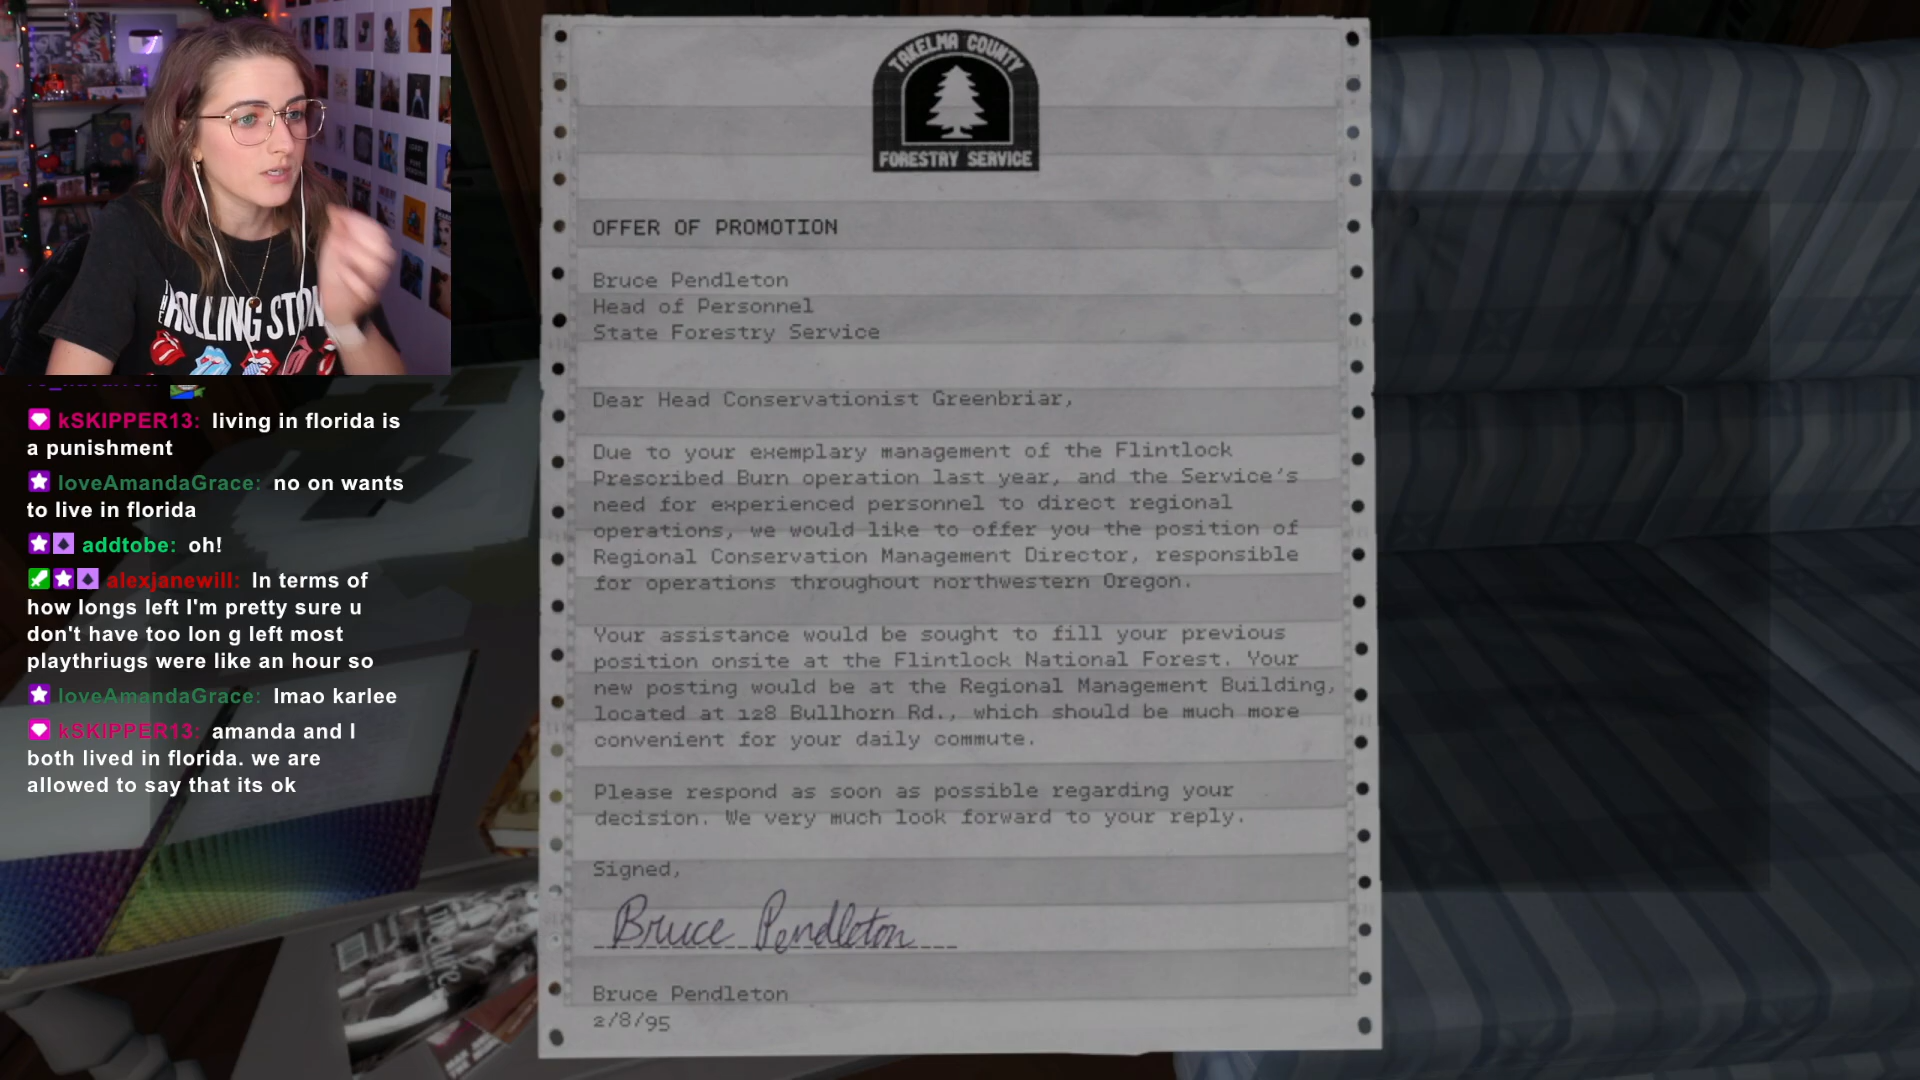 THE
ROLLING STON
kSKIPPER13: living in florida is
a punishment
loveAmandaGrace: no on wants
to live in florida
addtobe: oh!
alexjanewill: In terms of
how longs left I'm pretty sure u
don't have too lon g left most
playthriugs were like an hour so
loveAmandaGrace: lmao karlee
kSKIPPER13: amanda and I
both lived in florida. we are
allowed to say that its ok
TAKELMA COUNTY
FORESTRY SERVICE
OFFER OF PROMOTION
Bruce Pendleton
Head of Personnel
State Forestry Service
Dear Head Conservationist Greenbriar,
Due to your exemplary management of the Flintlock
Prescribed Burn operation last year, and the Service's
need for experienced personnel to direct regional
operations, we would like to offer you the position of
Regional Conservation Management Director, responsible
for operations throughout northwestern Oregon.
Your assistance would be sought to fill your previous
position onsite at the Flintlock National Forest. Your
new posting would be at the Regional Management Building,
located at 128 Bullhorn Rd., which should be much more
convenient for your daily commute.
Please respond as soon as possible regarding your
decision. We very much look forward to your reply.
Signed,
Bruce Pendleton
Bruce Pendleton
2/8/95